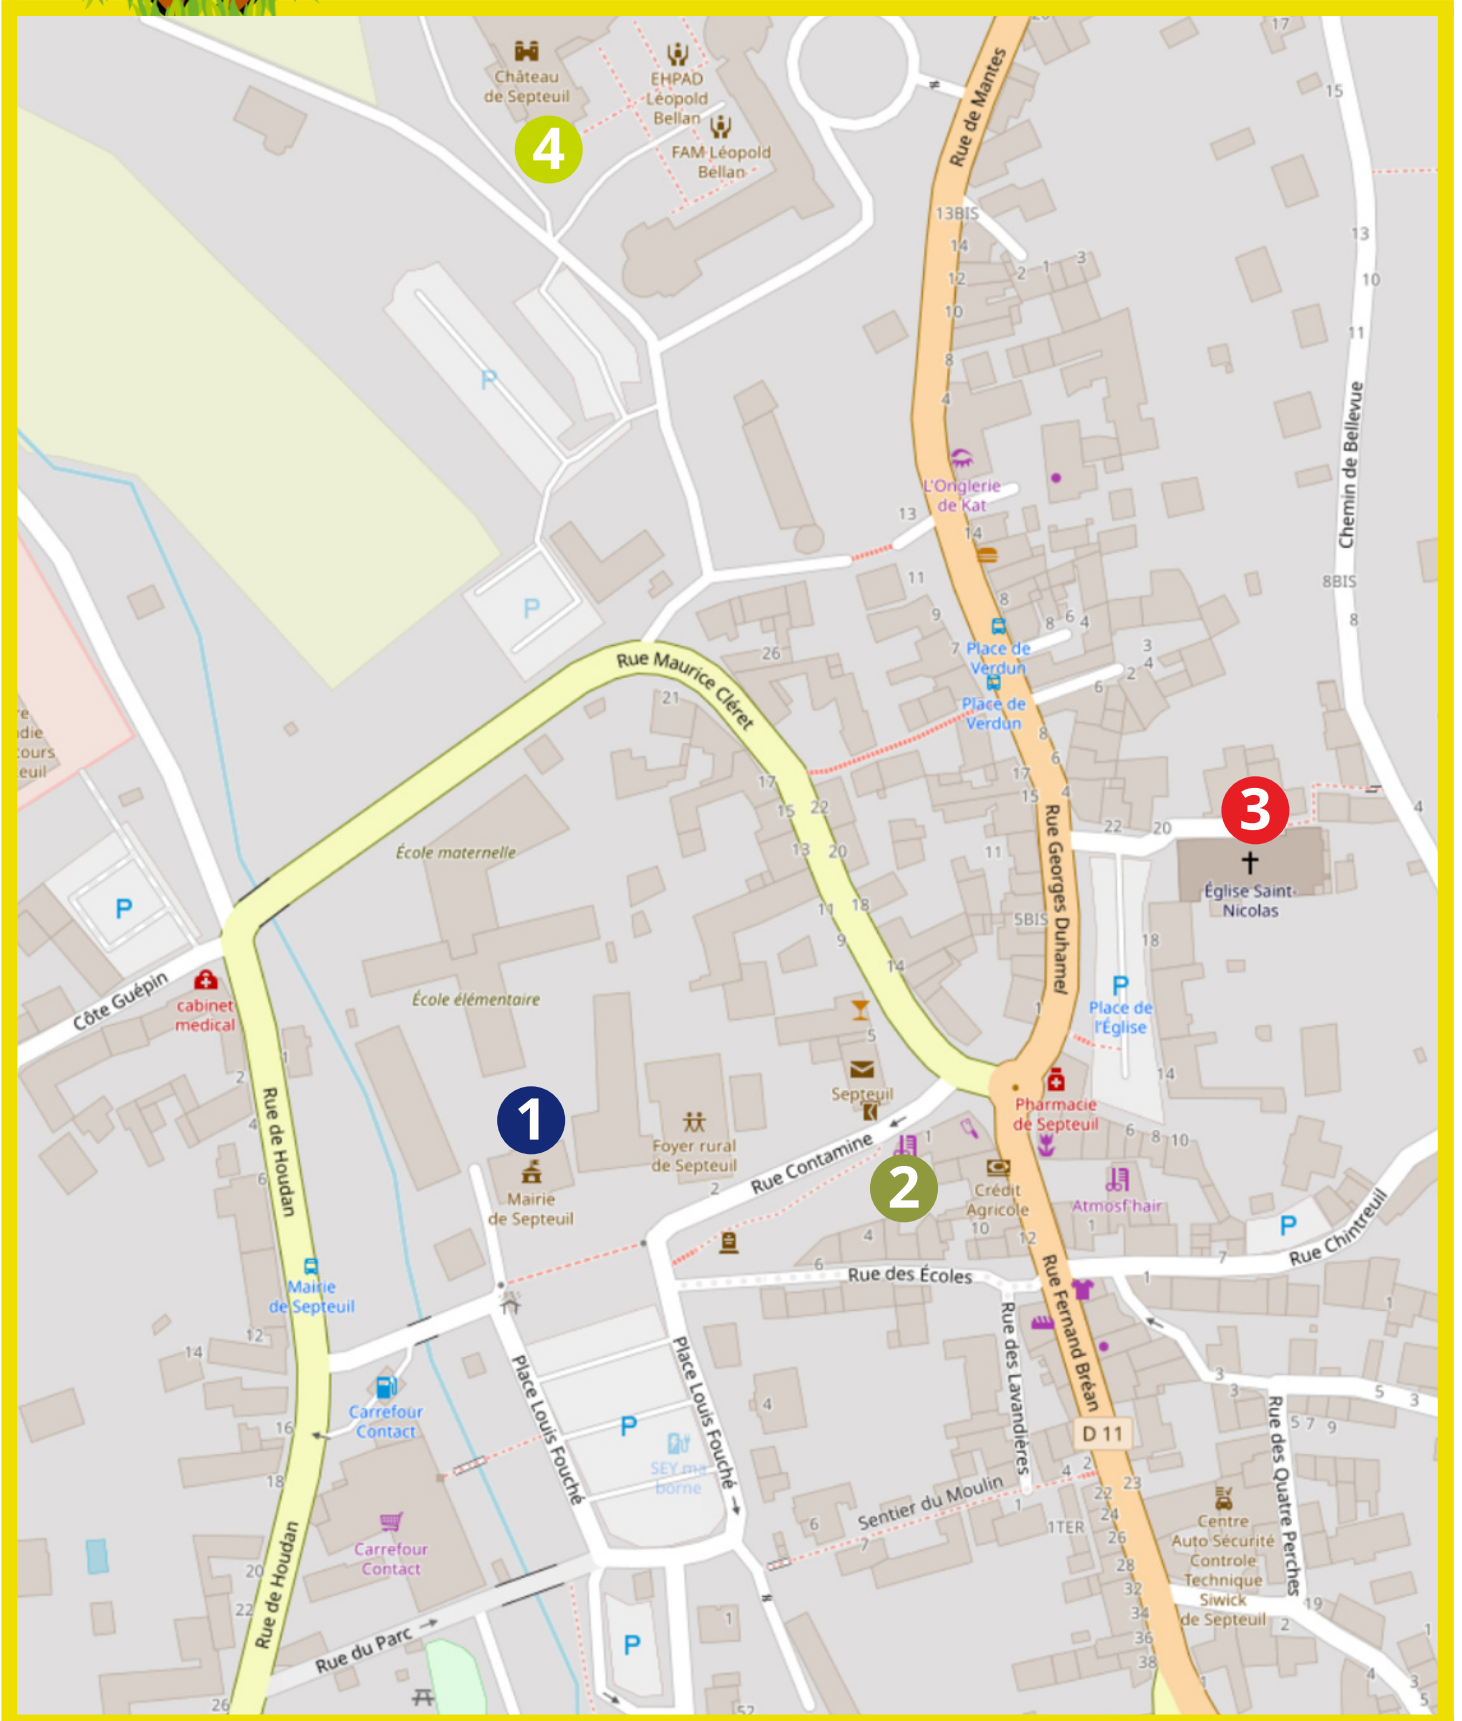 17
Château
de Septeuil
EHPAD
Léopold
Bellan
FAM Léopold
Bellan
4
Rue de Mantes
15
13BIS
14
12
10
8
4
2
1
3
13
10
11
Chemin de Bellevue
8BIS
8
P
L'Onglerie
de Kat
13
14
11
9
7
8
8
6
4
Place de
Verdun
Place de
Verdun
3
4
2
6
P
Rue Maurice Cléret
26
21
8
6
4
17
15
17
15
22
13
20
11
18
9
14
Rue Georges Duhamel
11
5BIS
1
22
20
3
4
Église Saint-
Nicolas
18
P
Place de
l'Église
14
École maternelle
École élémentaire
P
Côte Guépin
cabinet
medical
1
2
4
6
Rue de Houdan
5
Septeuil
Pharmacie
de Septeuil
6
8
10
1
Mairie
de Septeuil
Foyer rural
de Septeuil
2
Rue Contamine
1
2
Crédit
Agricole
10
12
Atmosf'hair
1
P
Rue Chintreuil
7
1
4
6
Rue des Écoles
Mairie
de Septeuil
12
14
16
18
20
22
26
Carrefour
Contact
Place Louis Fouché
Place Louis Fouché
P
SEY ma
borne
4
Rue des Lavandières
Rue Fernand Bréan
D 11
1
3
3
5
3
5
7
9
Rue des Quatre Perches
Carrefour
Contact
Rue de Houdan
Rue du Parc
P
1
52
6
7
Sentier du Moulin
1
4
2
1TER
22
24
26
28
32
34
36
38
23
Centre
Auto Sécurité
Controle
Technique
Siwick
de Septeuil
19
2
4
3
5
1
1